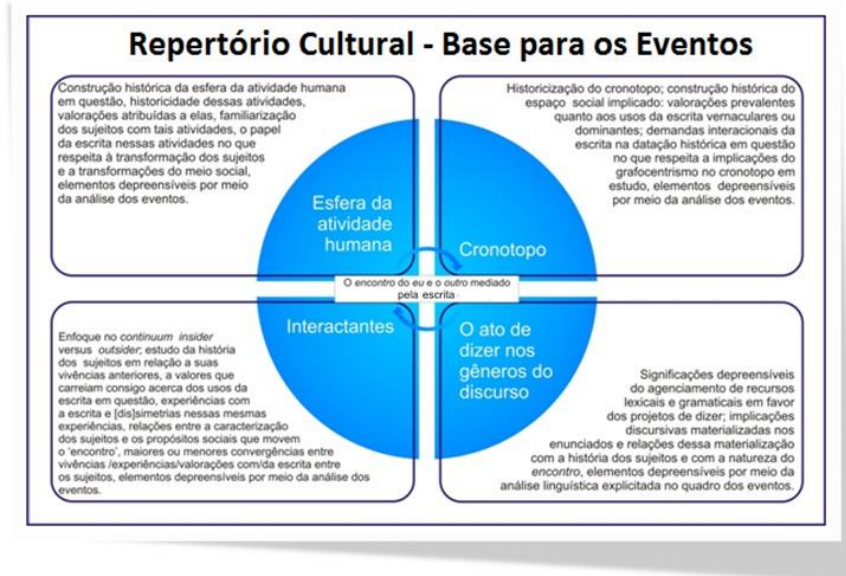 Repertório Cultural - Base para os Eventos
Construção histórica da esfera da atividade humana
em questão, historicidade dessas atividades,
valorações atribuídas a elas, familiarização
dos sujeitos com tais atividades, o papel
da escrita nessas atividades no que
respeita à transformação dos sujeitos
e a transformações do meio social,
elementos depreensíveis por meio
da análise dos eventos.
Esfera da
atividade
humana
Historicização do cronotopo; construção histórica do
espaço social implicado: valorações prevalentes
quanto aos usos da escrita vernaculares ou
dominantes; demandas interacionais da
escrita na datação histórica em questão
no que respeita a implicações do
grafocentrismo no cronotopo em
estudo, elementos depreensíveis
por meio da análise dos eventos.
Cronotopo
O encontro do eu e o outro mediado
pela escrita
Interactantes
Enfoque no continuum insider
versus outsider; estudo da história
dos sujeitos em relação a suas
vivências anteriores, a valores que
carreiam consigo acerca dos usos da
escrita em questão, experiências com
a escrita e [dis]simetrias nessas mesmas
experiências, relações entre a caracterização
dos sujeitos e os propósitos sociais que movem
o 'encontro', maiores ou menores convergências entre
vivências /experiências/valorações com/da escrita entre
os sujeitos, elementos depreensíveis por meio da análise dos
eventos.
O ato de
dizer nos
gêneros do
discurso
Significações depreensíveis
do agenciamento de recursos
lexicais e gramaticais em favor
dos projetos de dizer; implicações
discursivas materializadas nos
enunciados e relações dessa materialização
com a história dos sujeitos e com a natureza do
encontro, elementos depreensíveis por meio da
análise linguística explicitada no quadro dos eventos.